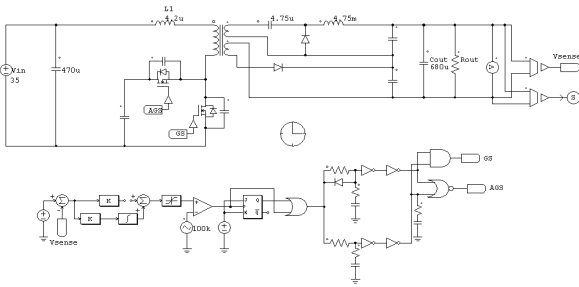 L1
4.2u
4.75u
4.75m
Vin
35
470u
Cout
680u
Rout
V
Vsense
S
AGS
GS
GS
AGS
K
K
100k
J Q
K Q
Vsense